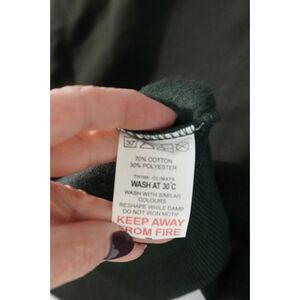 30°
70% COTTON
30% POLYESTER
THINK CLIMATE
WASH AT 30°C
WASH WITH SIMILAR
COLOURS
RESHAPE WHILE DAMP
DO NOT IRON MOTIF
KEEP AWAY
FROM FIRE